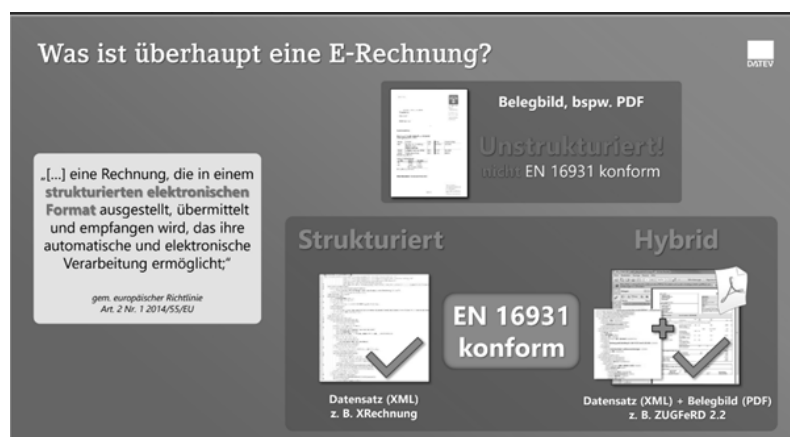 Was ist überhaupt eine E-Rechnung?
DATEV
Belegbild, bspw. PDF
Unstrukturiert!
nicht EN 16931 konform
„[...] eine Rechnung, die in einem
strukturierten elektronischen
Format ausgestellt, übermittelt
und empfangen wird, das ihre
automatische und elektronische
Verarbeitung ermöglicht;“
gem. europäischer Richtlinie
Art. 2 Nr. 1 2014/55/EU
Strukturiert
Hybrid
EN 16931
konform
Datensatz (XML)
z. B. XRechnung
Datensatz (XML) + Belegbild (PDF)
z. B. ZUGFeRD 2.2